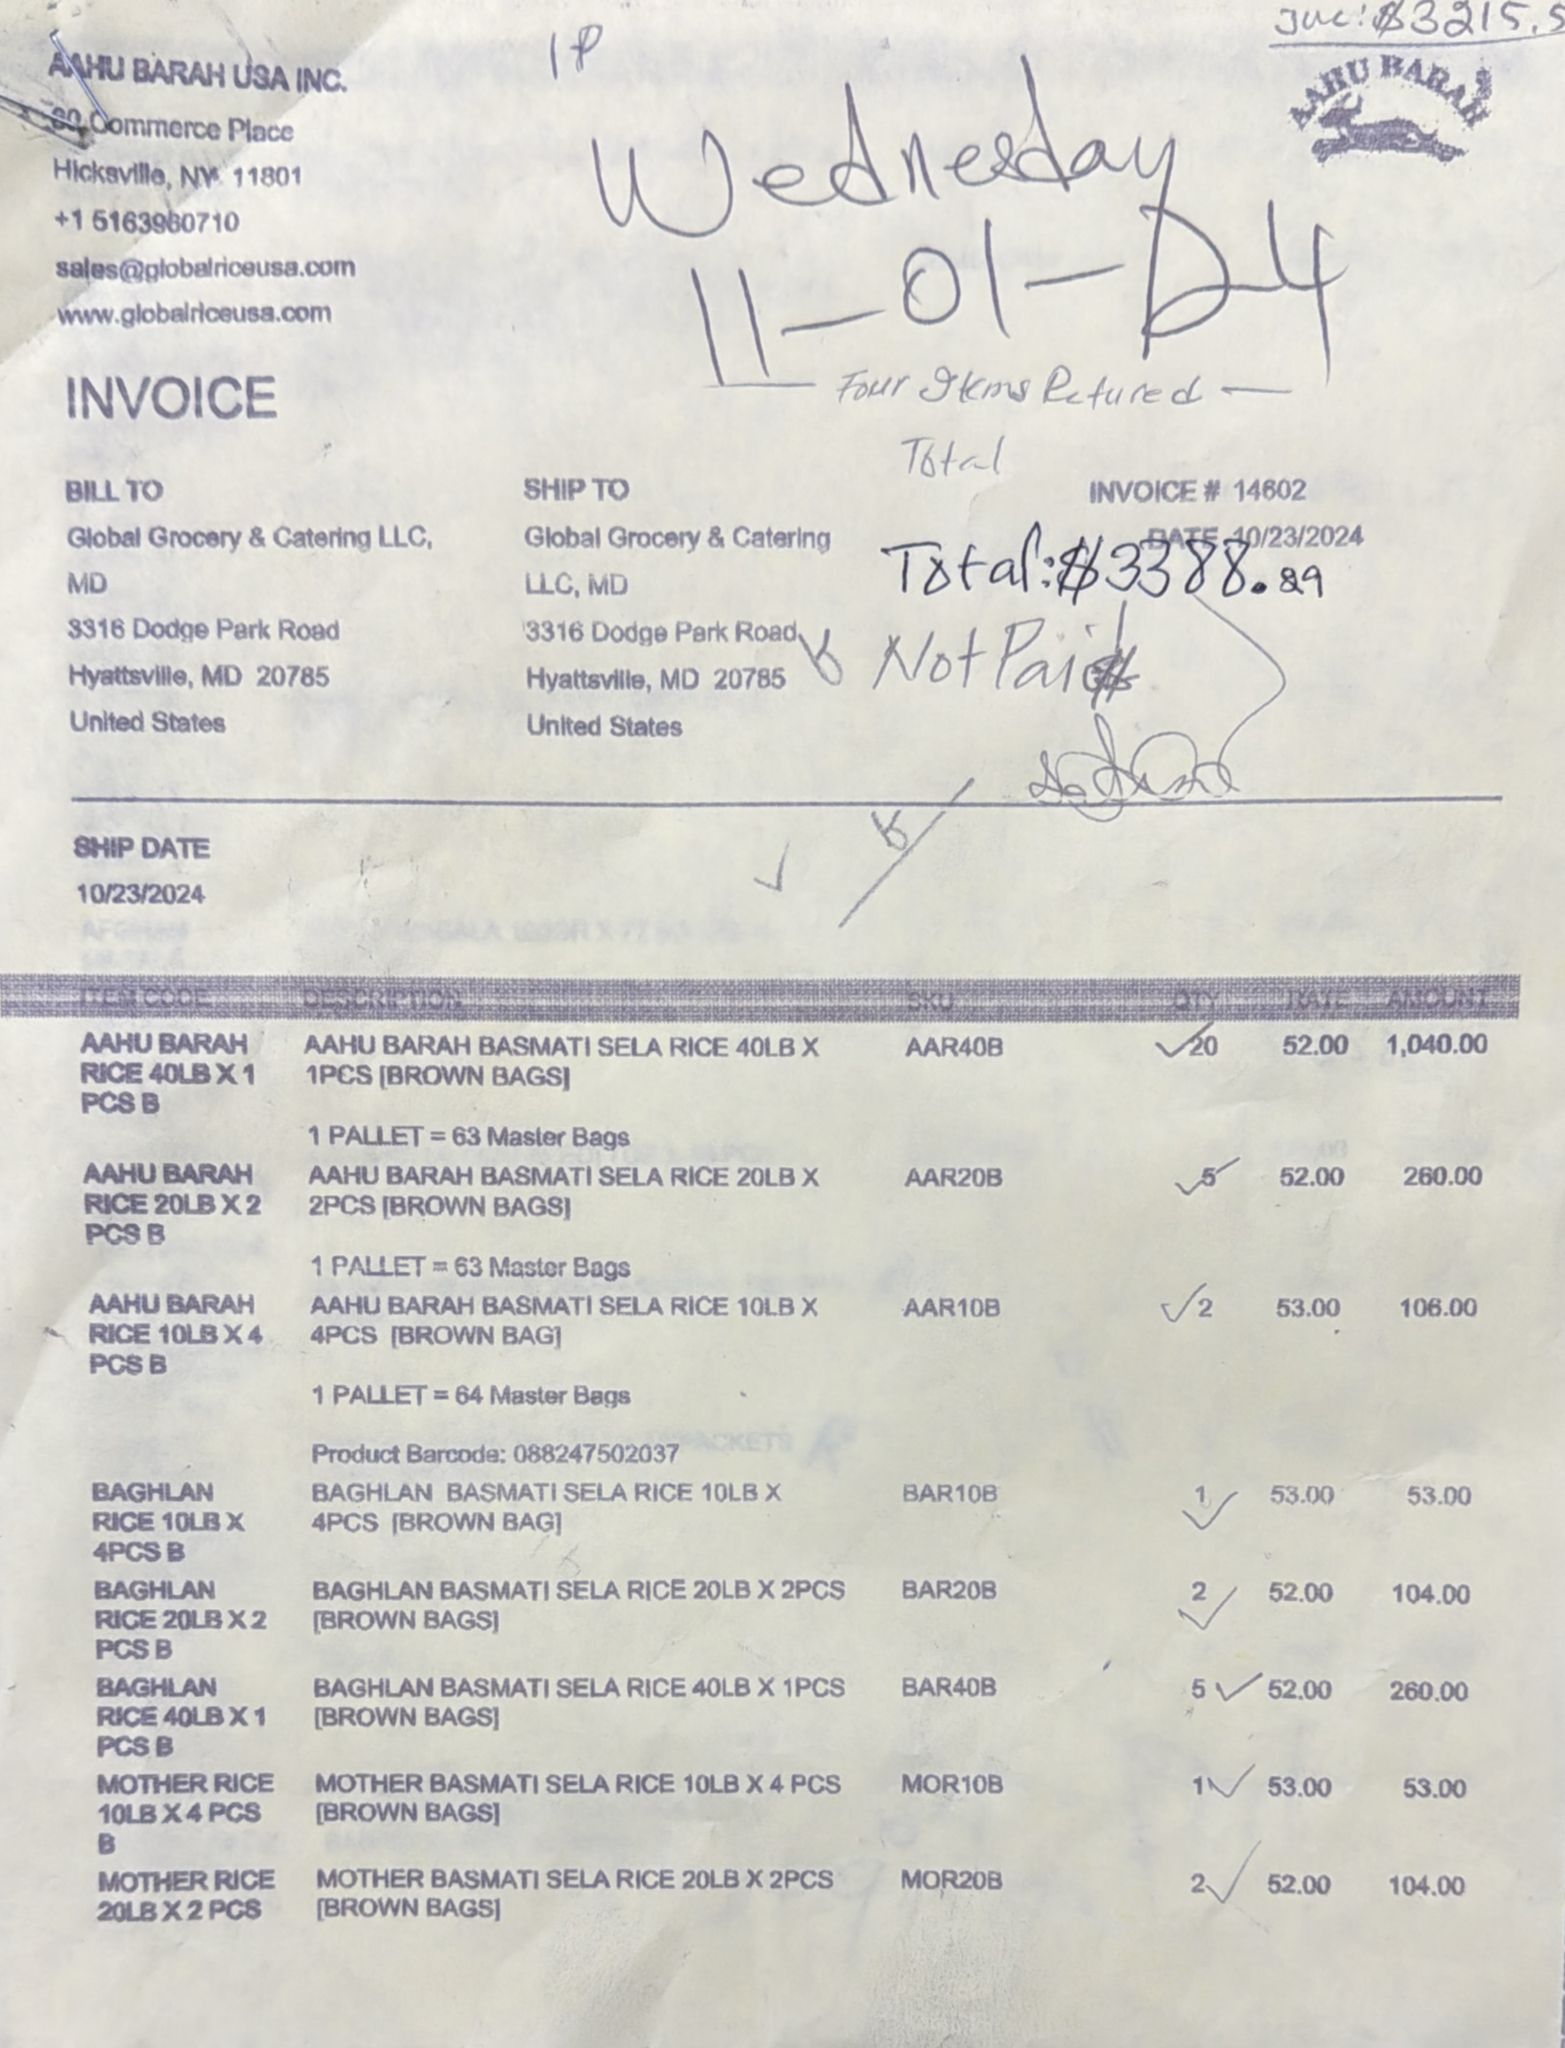 Inc: $3215.5
1P
AAHU BARAH USA INC.
60 Commerce Place
Hicksville, NY 11801
+1 5163960710
sales@globalriceusa.com
www.globalriceusa.com
AAHU BARAH
Wednesday
11-01-24
Four Items Retured
INVOICE
Total
BILL TO
Global Grocery & Catering LLC,
MD
3316 Dodge Park Road
Hyattsville, MD 20785
United States
SHIP TO
Global Grocery & Catering
LLC, MD
3316 Dodge Park Road
Hyattsville, MD 20785
United States
INVOICE # 14602
DATE 10/23/2024
Total: $3388.89
Not Paid
SHIP DATE
10/23/2024
ITEM CODE DESCRIPTION SKU QTY RATE AMOUNT
AAHU BARAH AAHU BARAH BASMATI SELA RICE 40LB X AAR40B 20 52.00 1,040.00
RICE 40LB X 1 1PCS [BROWN BAGS]
PCS B
1 PALLET = 63 Master Bags
AAHU BARAH AAHU BARAH BASMATI SELA RICE 20LB X AAR20B 5 52.00 260.00
RICE 20LB X 2 2PCS [BROWN BAGS]
PCS B
1 PALLET = 63 Master Bags
AAHU BARAH AAHU BARAH BASMATI SELA RICE 10LB X AAR10B 2 53.00 106.00
RICE 10LB X 4 4PCS [BROWN BAG]
PCS B
1 PALLET = 64 Master Bags
Product Barcode: 088247502037
BAGHLAN BAGHLAN BASMATI SELA RICE 10LB X BAR10B 1 53.00 53.00
RICE 10LB X 4PCS [BROWN BAG]
4PCS B
BAGHLAN BAGHLAN BASMATI SELA RICE 20LB X 2PCS BAR20B 2 52.00 104.00
RICE 20LB X 2 [BROWN BAGS]
PCS B
BAGHLAN BAGHLAN BASMATI SELA RICE 40LB X 1PCS BAR40B 5 52.00 260.00
RICE 40LB X 1 [BROWN BAGS]
PCS B
MOTHER RICE MOTHER BASMATI SELA RICE 10LB X 4 PCS MOR10B 1 53.00 53.00
10LB X 4 PCS [BROWN BAGS]
B
MOTHER RICE MOTHER BASMATI SELA RICE 20LB X 2PCS MOR20B 2 52.00 104.00
20LB X 2 PCS [BROWN BAGS]